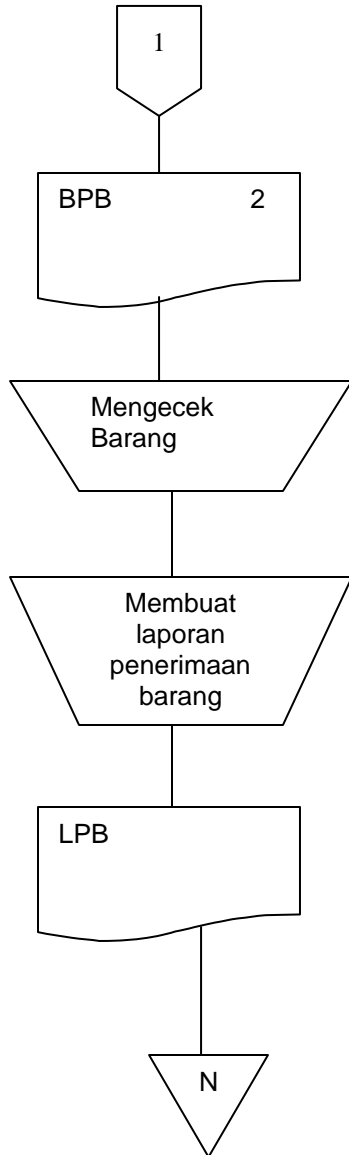 1
BPB 2
Mengecek
Barang
Membuat
laporan
penerimaan
barang
LPB
N